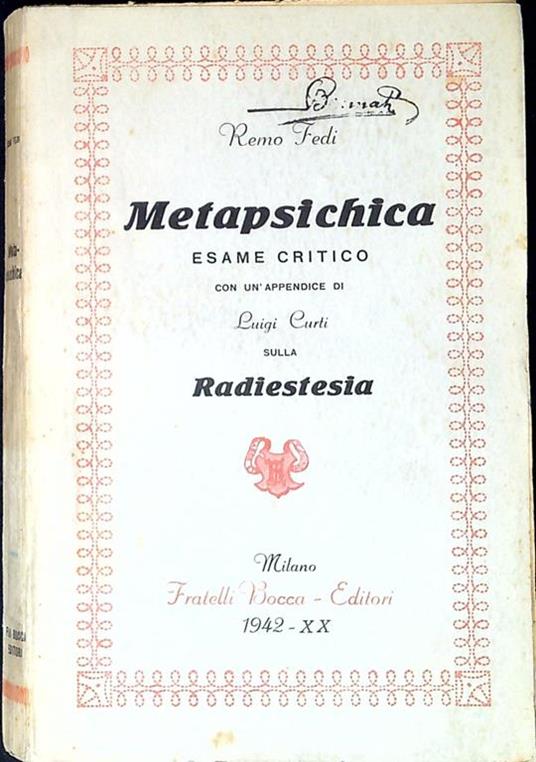 Remo Fedi
Metapsichica
ESAME CRITICO
CON UN'APPENDICE DI
Luigi Curti
SULLA
Radiestesia
Milano
Fratelli Bocca - Editori
1942 - XX